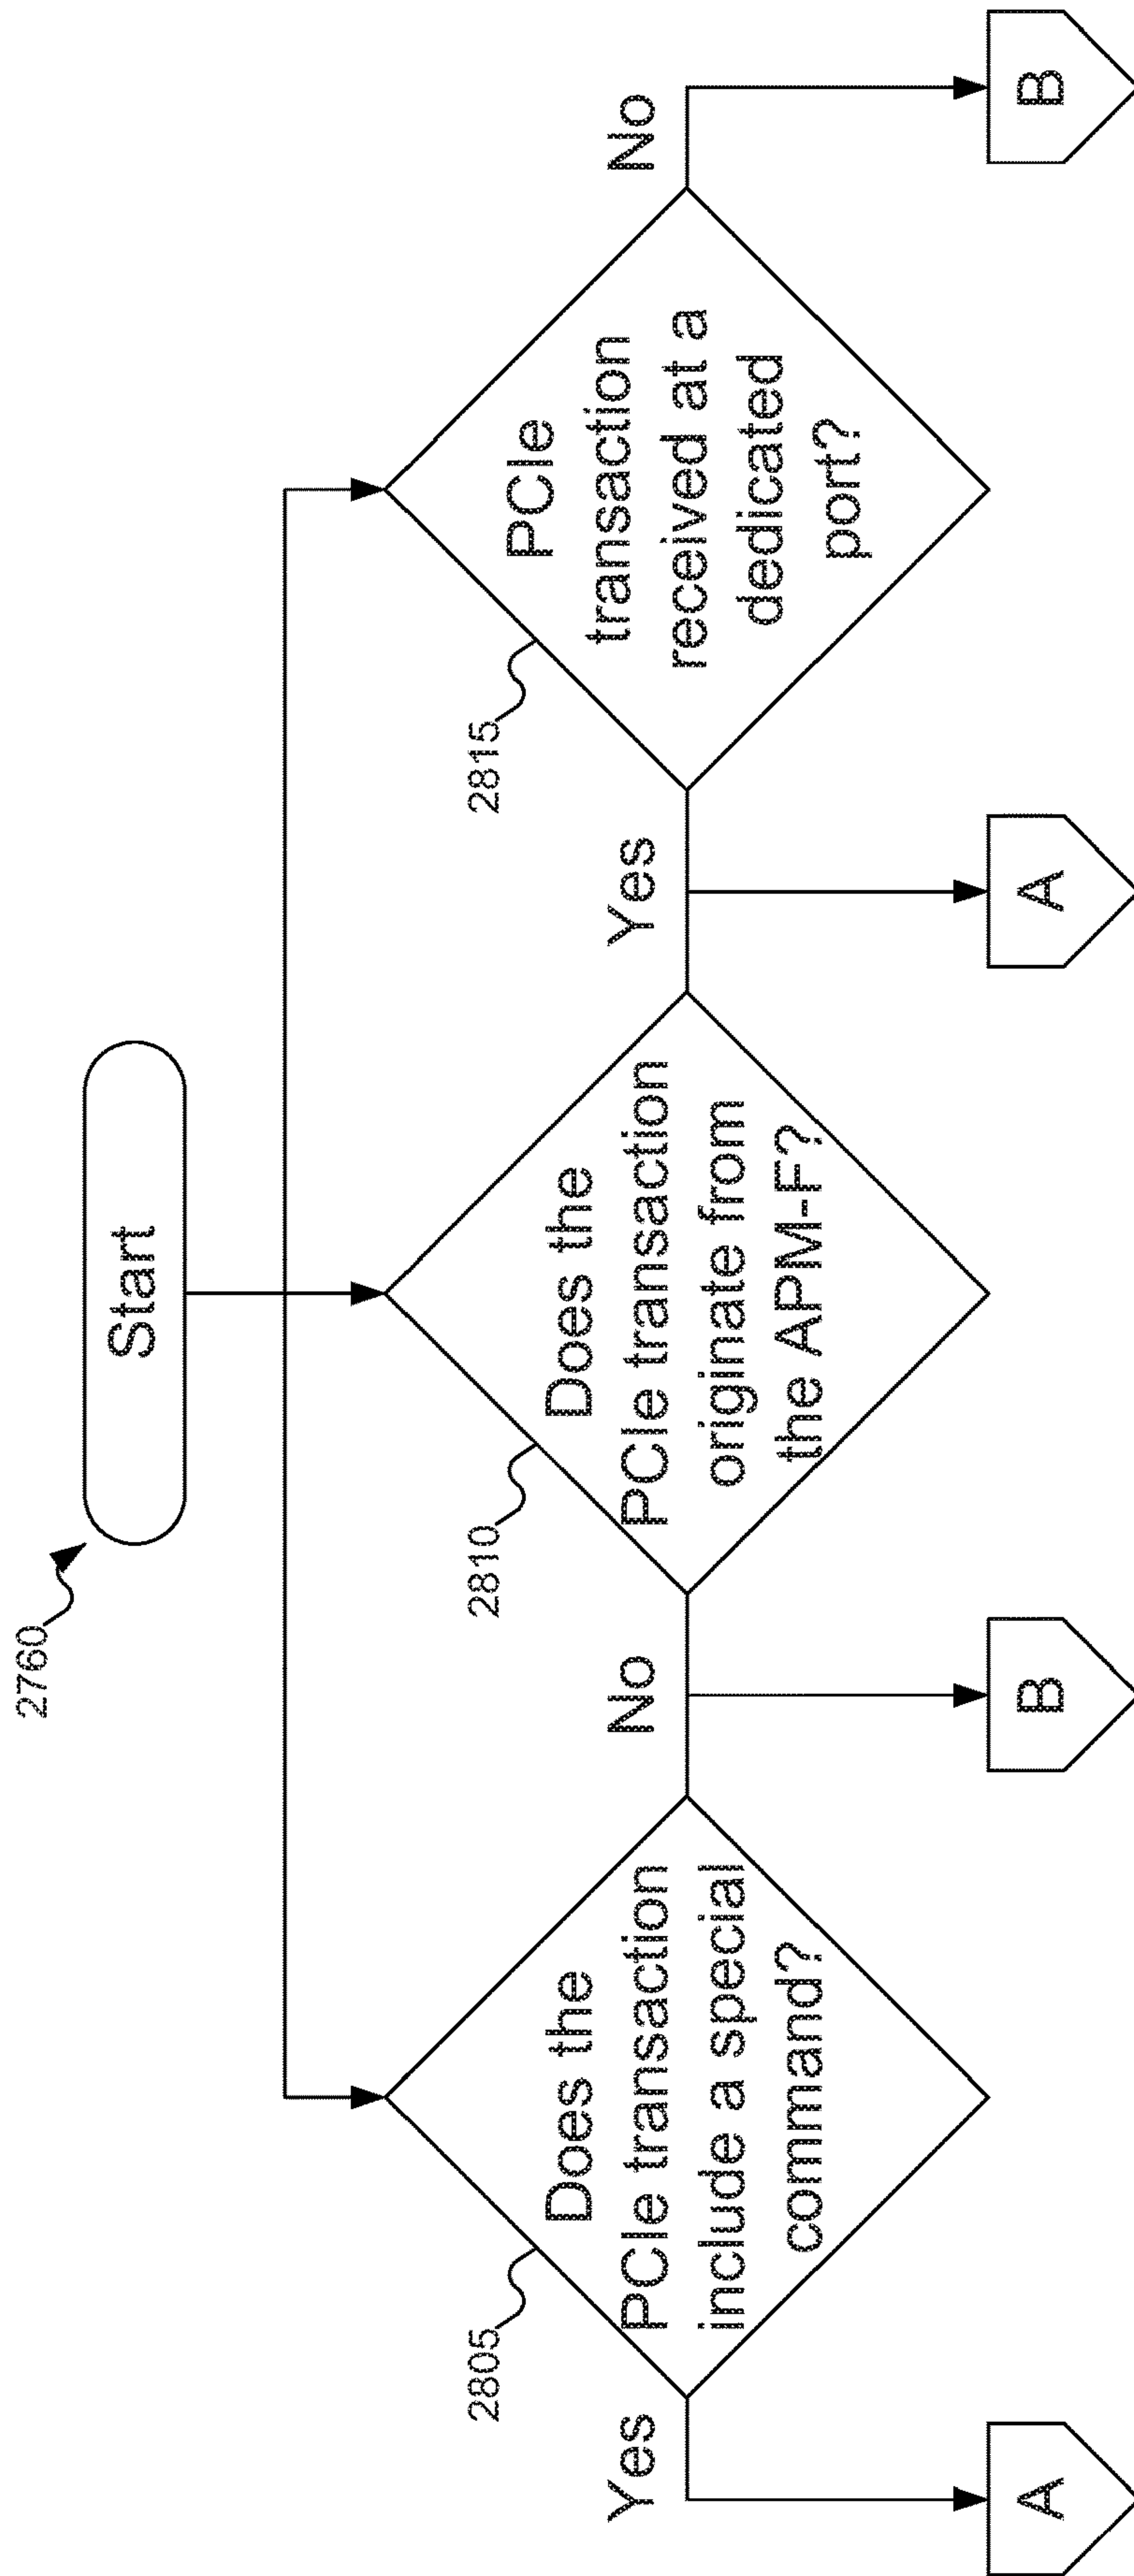 2760
Start
2805
Does the
PCIe transaction
include a special
command?
2810
Does the
PCIe transaction
originate from
the APM-F?
2815
PCIe
transaction
received at a
dedicated
port?
Yes
No
Yes
No
A
B
A
B